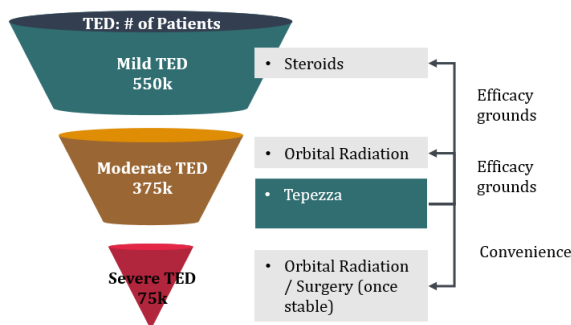 TED: # of Patients
Mild TED
550k
• Steroids
Efficacy
grounds
Moderate TED
375k
• Orbital Radiation
• Tepezza
Efficacy
grounds
Severe TED
75k
• Orbital Radiation
/ Surgery (once
stable)
Convenience